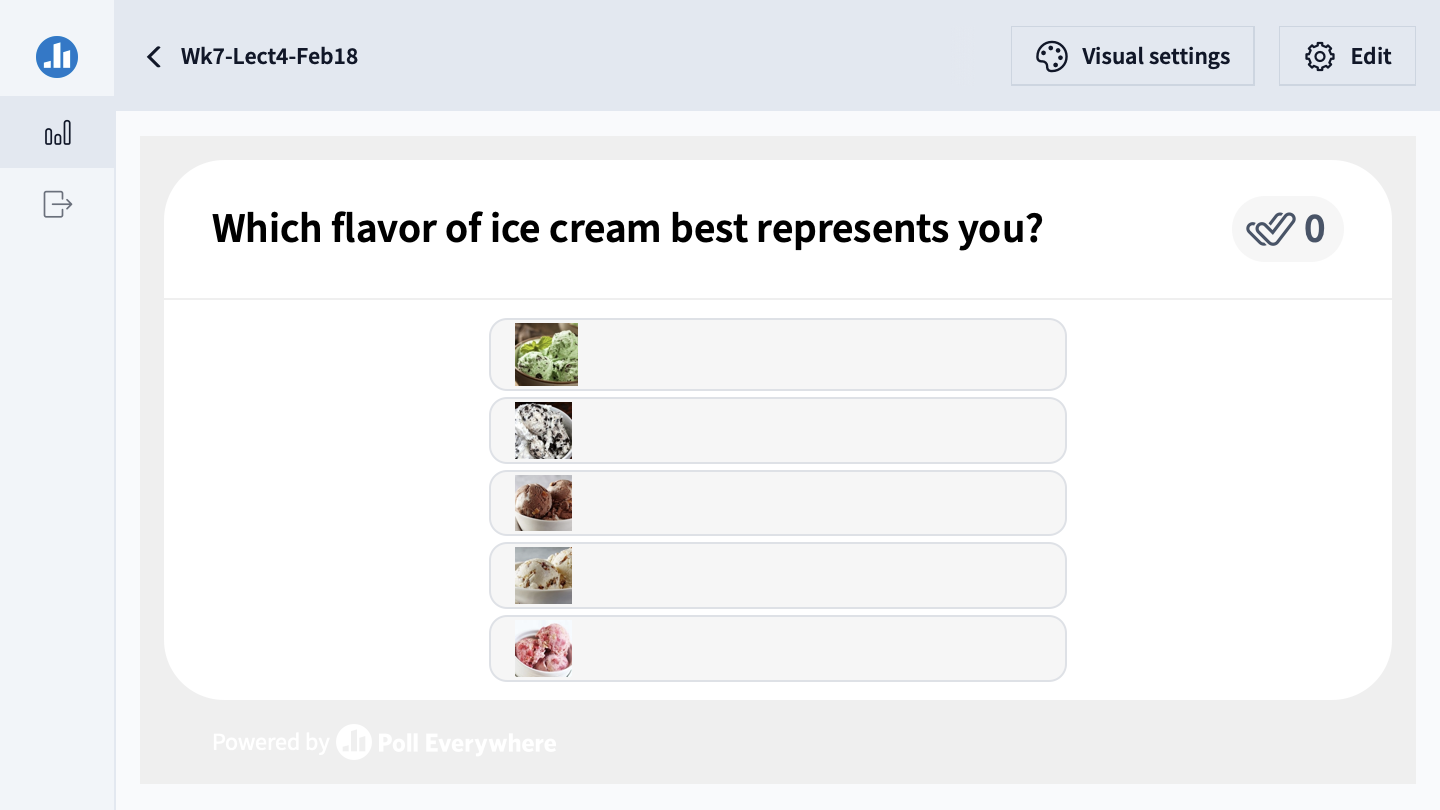 Wk7-Lect4-Feb18
Visual settings
Edit
Which flavor of ice cream best represents you?
0
Powered by Poll Everywhere